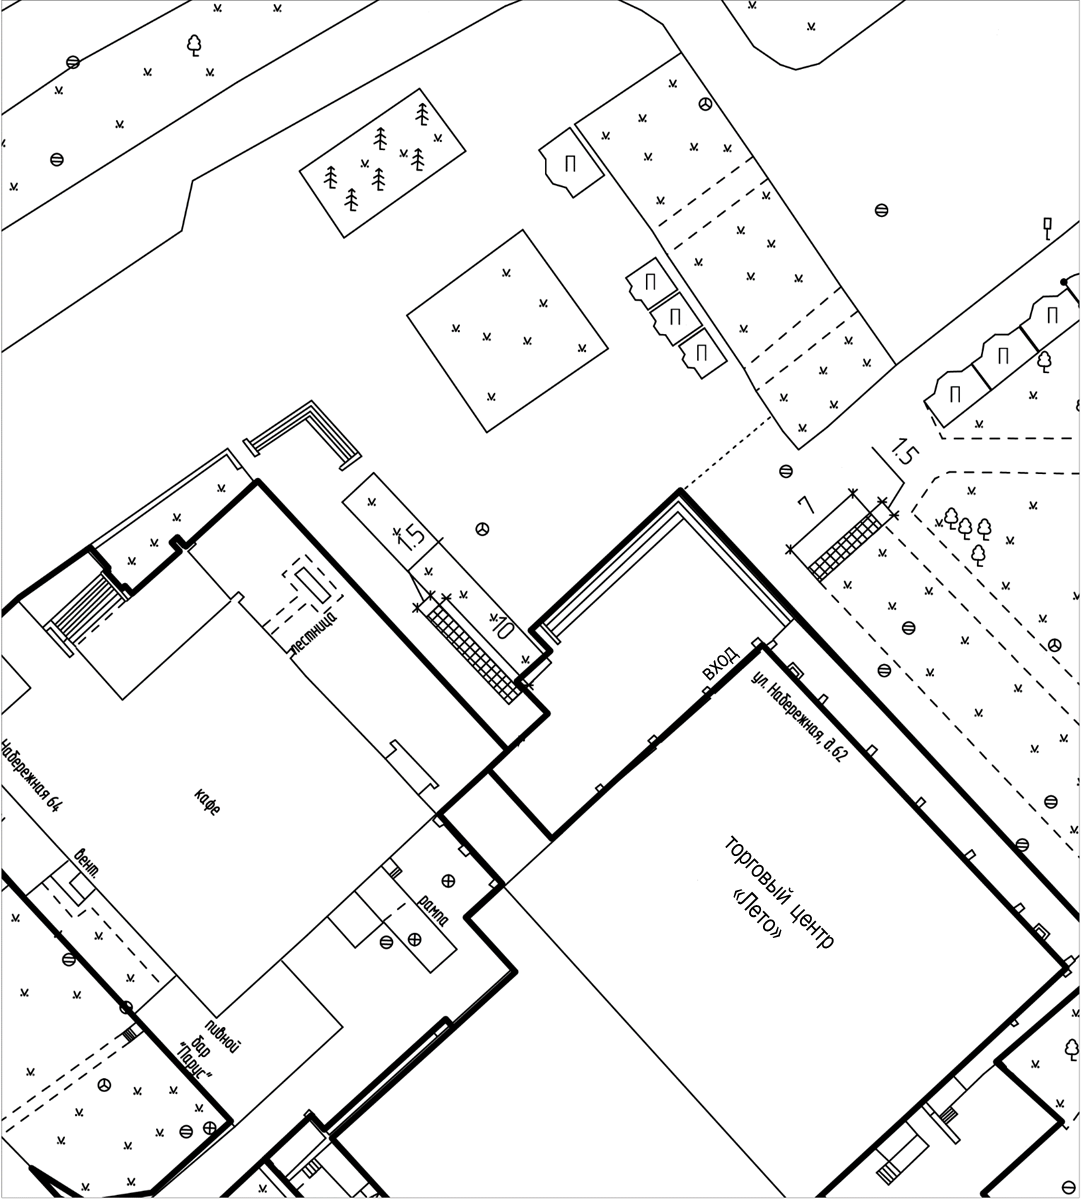 П
П
П
П
П
П
П
1.5
7
1.5
10
лестница
ВХОД
ул. Набережная, д.62
Набережная 64
кафе
вент.
рампа
торговый центр
«Лето»
пивной
бар
"Парус"